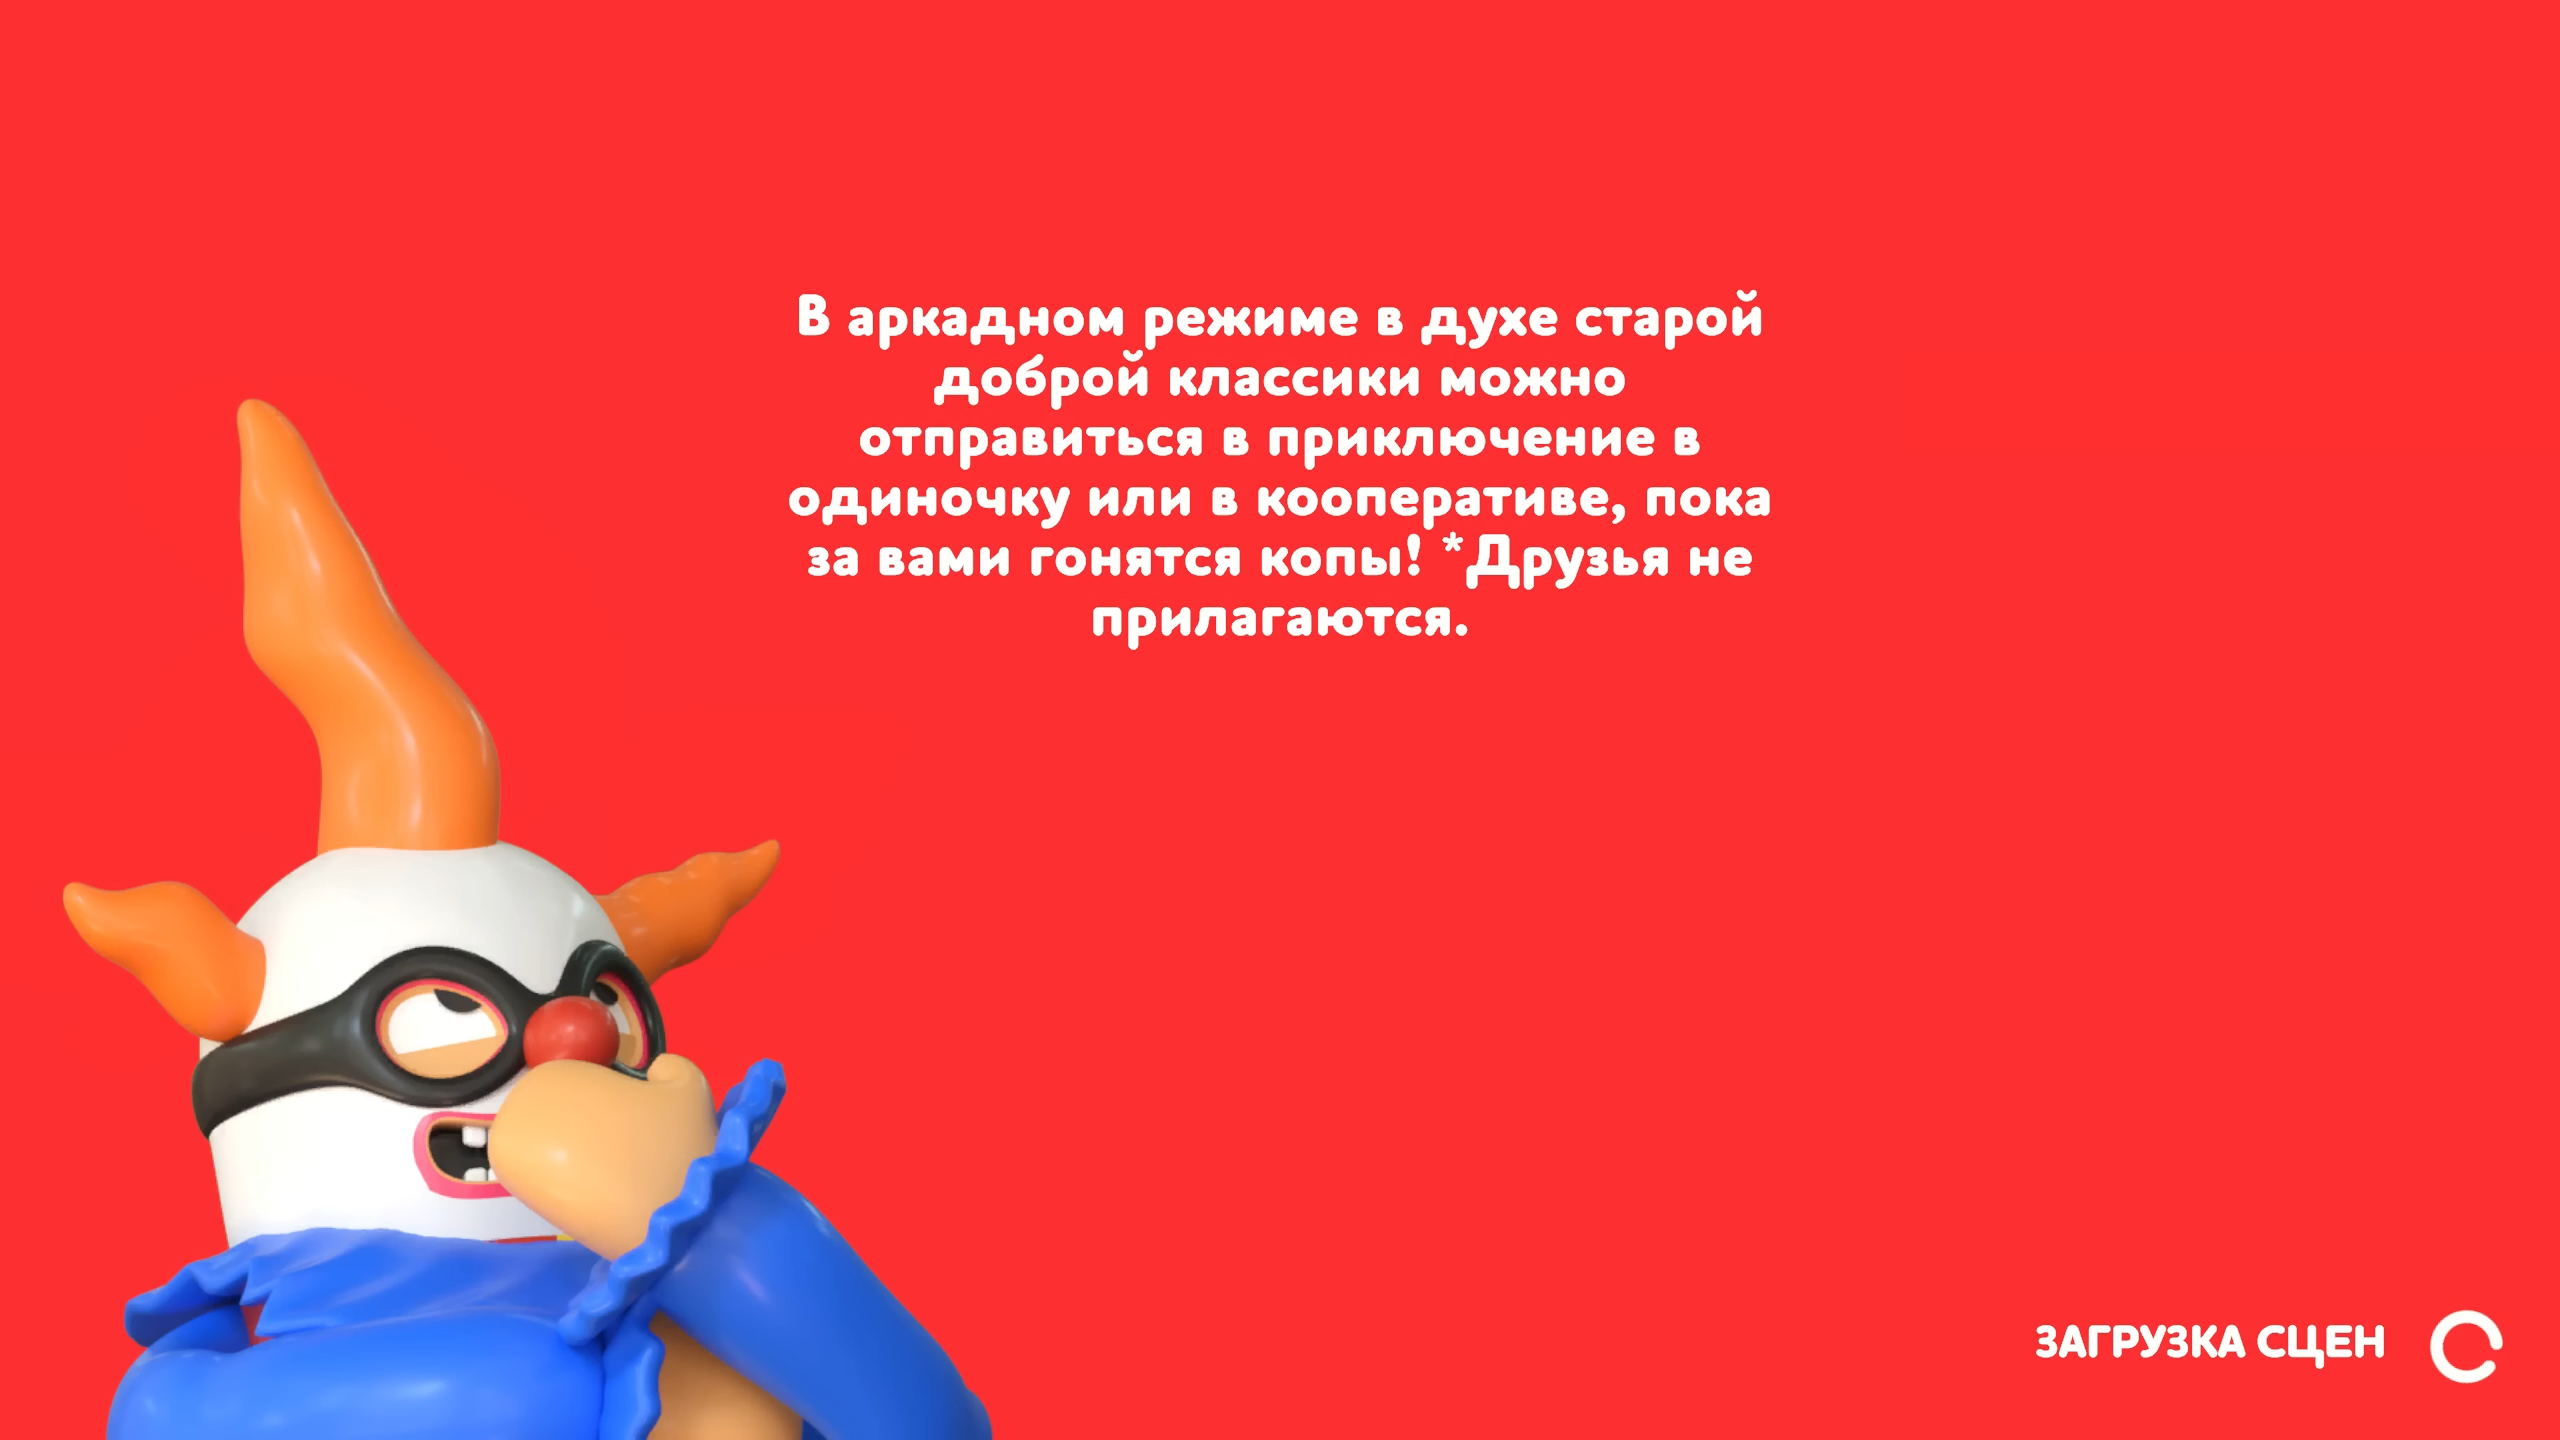 В аркадном режиме в духе старой
доброй классики можно
отправиться в приключение в
одиночку или в кооперативе, пока
за вами гонятся копы! *Друзья не
прилагаются.
ЗАГРУЗКА СЦЕН